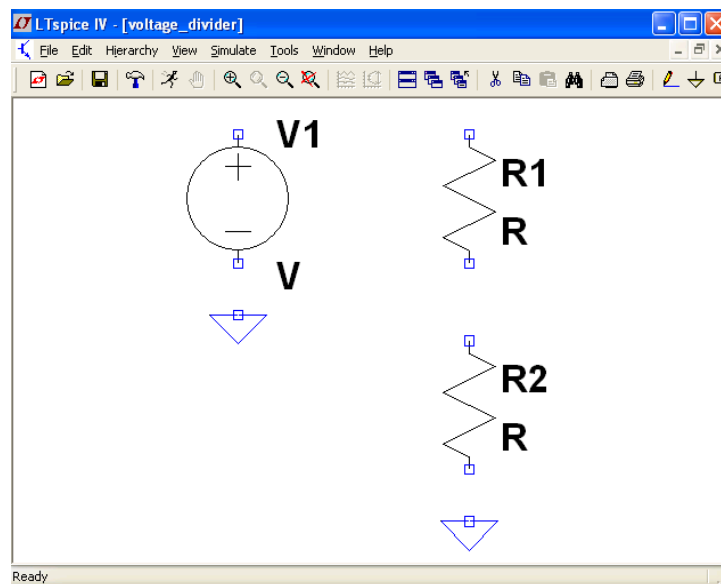 LTspice IV - [voltage_divider]
File Edit Hierarchy View Simulate Tools Window Help
V1
R1
R
V
R2
R
Ready